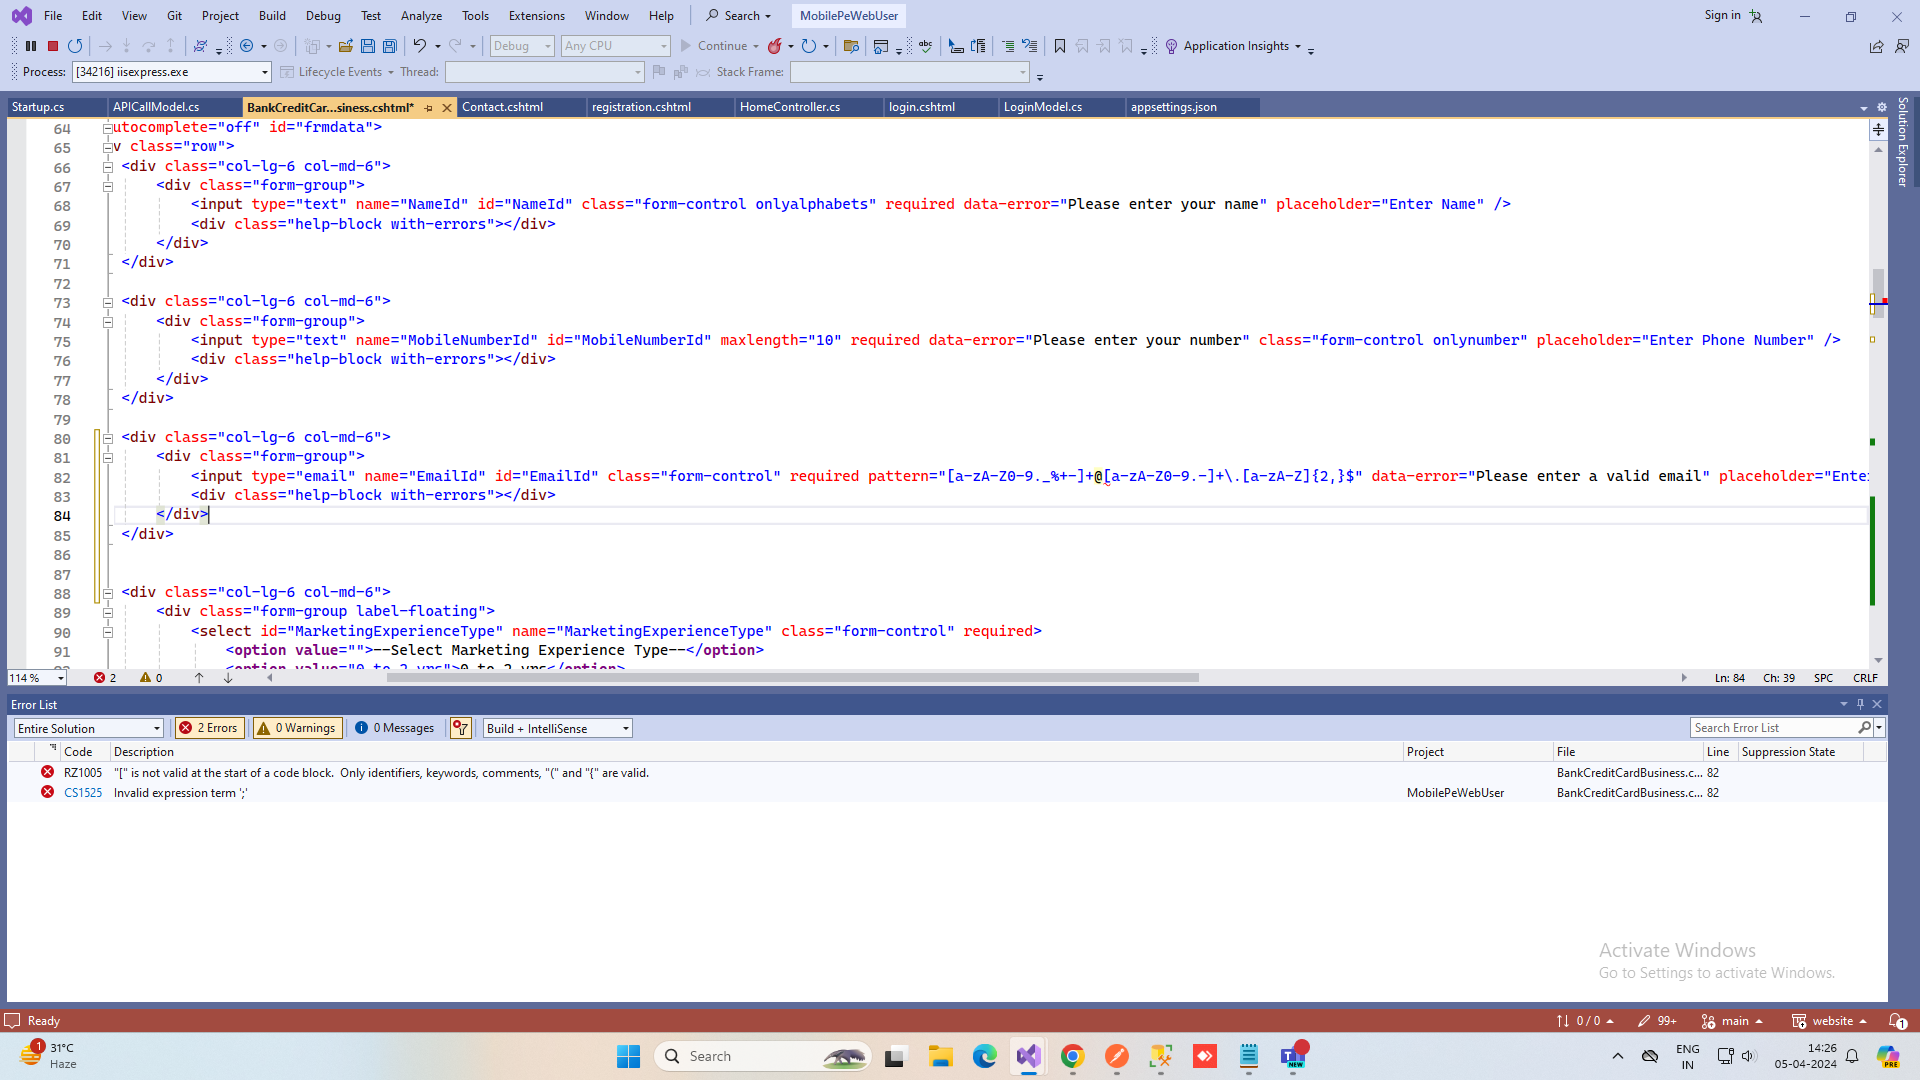 File Edit View Git Project Build Debug Test Analyze Tools Extensions Window Help Search MobilePeWebUser Sign in
Debug Any CPU Continue Application Insights
Process: [34216] iisexpress.exe Lifecycle Events Thread: Stack Frame:
Startup.cs APICallModel.cs BankCreditCar...siness.cshtml* Contact.cshtml registration.cshtml HomeController.cs login.cshtml LoginModel.cs appsettings.json
Solution Explorer
64 utocomplete="off" id="frmdata">
65 v class="row">
66 <div class="col-lg-6 col-md-6">
67 <div class="form-group">
68 <input type="text" name="NameId" id="NameId" class="form-control onlyalphabets" required data-error="Please enter your name" placeholder="Enter Name" />
69 <div class="help-block with-errors"></div>
70 </div>
71 </div>
72
73 <div class="col-lg-6 col-md-6">
74 <div class="form-group">
75 <input type="text" name="MobileNumberId" id="MobileNumberId" maxlength="10" required data-error="Please enter your number" class="form-control onlynumber" placeholder="Enter Phone Number" />
76 <div class="help-block with-errors"></div>
77 </div>
78 </div>
79
80 <div class="col-lg-6 col-md-6">
81 <div class="form-group">
82 <input type="email" name="EmailId" id="EmailId" class="form-control" required pattern="[a-zA-Z0-9._%+-]+@[a-zA-Z0-9.-]+\.[a-zA-Z]{2,}$" data-error="Please enter a valid email" placeholder="Ente
83 <div class="help-block with-errors"></div>
84 </div>
85 </div>
86
87
88 <div class="col-lg-6 col-md-6">
89 <div class="form-group label-floating">
90 <select id="MarketingExperienceType" name="MarketingExperienceType" class="form-control" required>
91 <option value="">--Select Marketing Experience Type--</option>
92 <option value="0 to 2 yrs">0 to 2 yrs</option>
114 % 2 0 Ln: 84 Ch: 39 SPC CRLF
Error List
Entire Solution 2 Errors 0 Warnings 0 Messages Build + IntelliSense Search Error List
Code Description Project File Line Suppression State
RZ1005 "[" is not valid at the start of a code block. Only identifiers, keywords, comments, "(" and "{" are valid. BankCreditCardBusiness.c... 82
CS1525 Invalid expression term ';' MobilePeWebUser BankCreditCardBusiness.c... 82
Activate Windows
Go to Settings to activate Windows.
Ready 0 / 0 99+ main website 1
1 31°C
Haze
Search
NEW
ENG
IN
14:26
05-04-2024
PRE